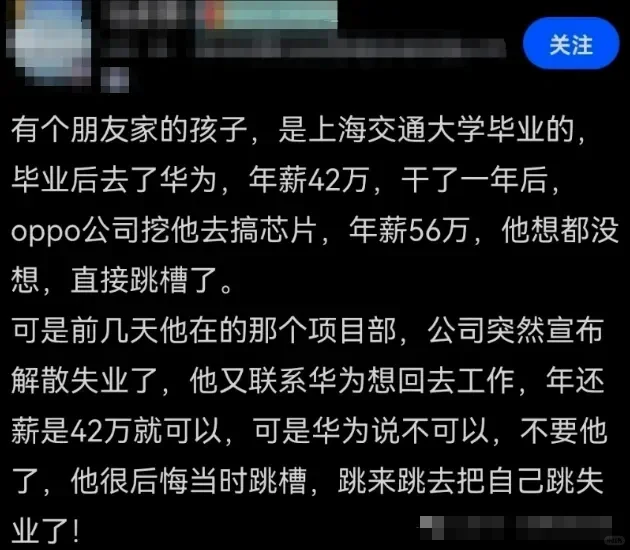 关注
有个朋友家的孩子，是上海交通大学毕业的，
毕业后去了华为，年薪42万，干了一年后，
oppo公司挖他去搞芯片，年薪56万，他想都没
想，直接跳槽了。
可是前几天他在的那个项目部，公司突然宣布
解散失业了，他又联系华为想回去工作，年还
薪是42万就可以，可是华为说不可以，不要他
了，他很后悔当时跳槽，跳来跳去把自己跳失
业了！